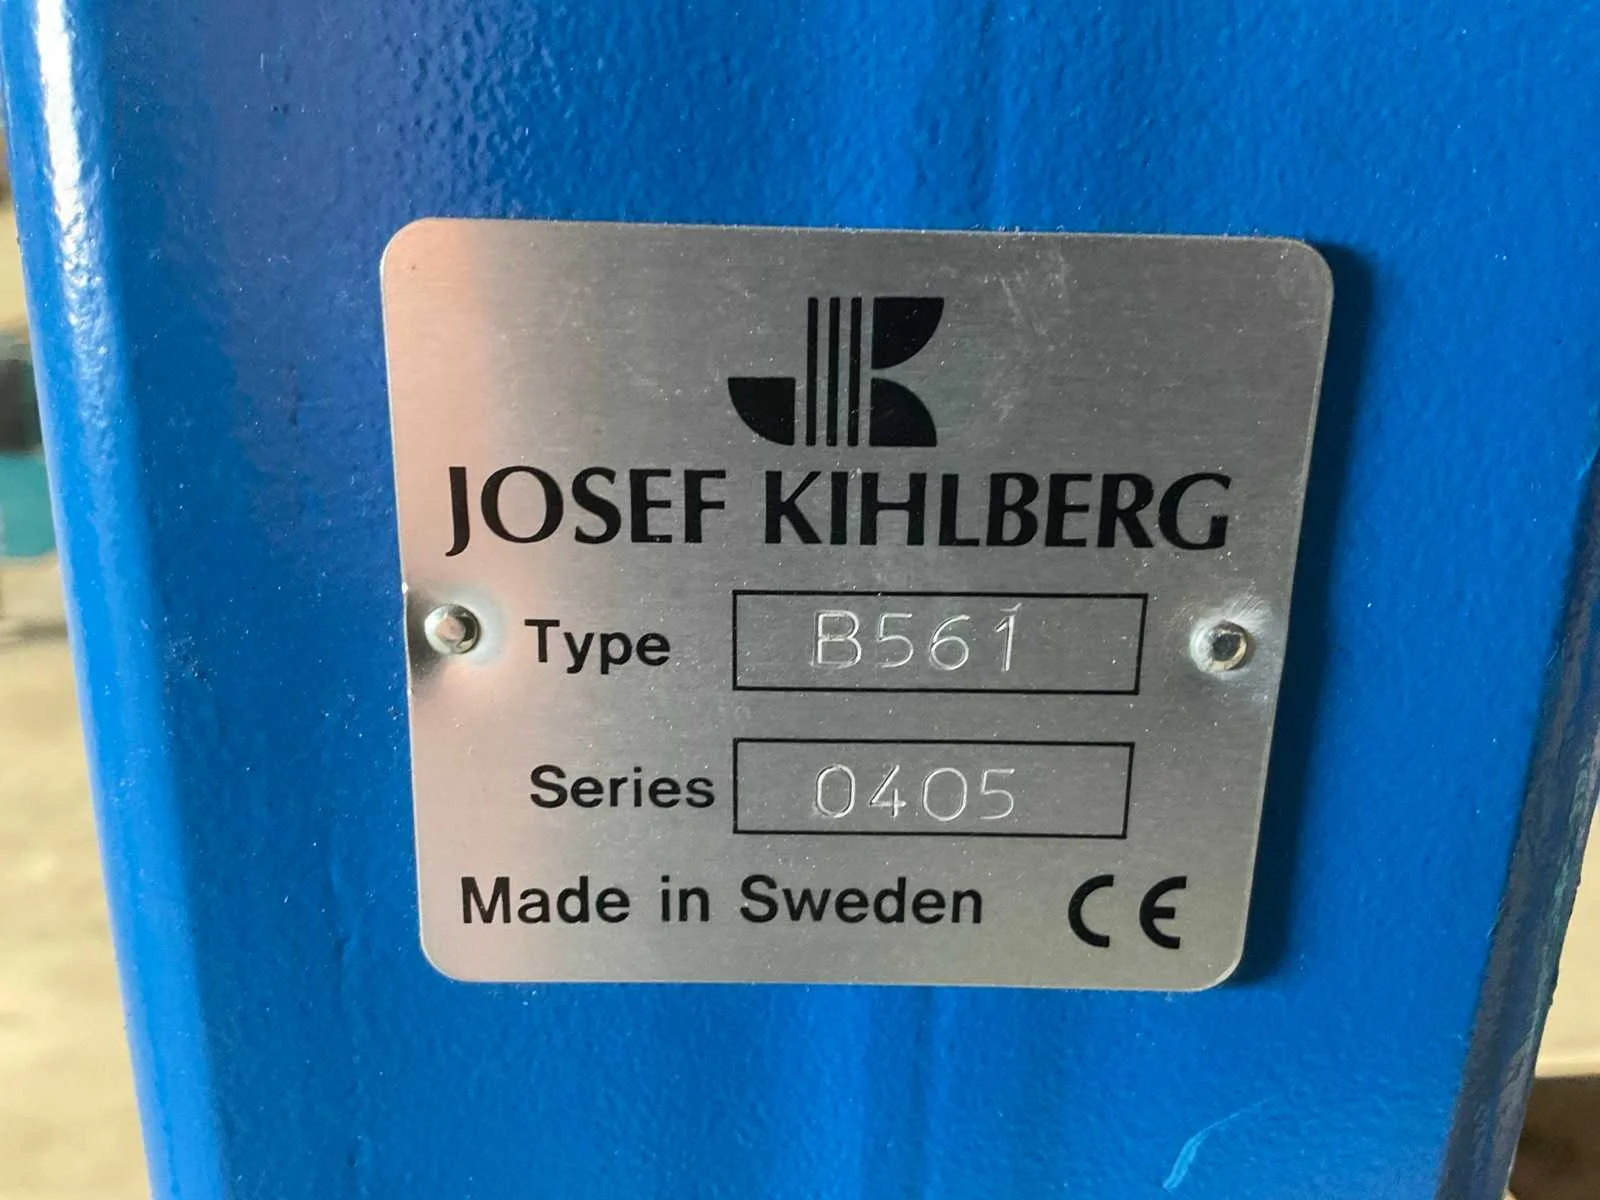 JOSEF KIHLBERG
Type B561
Series 0405
Made in Sweden CE